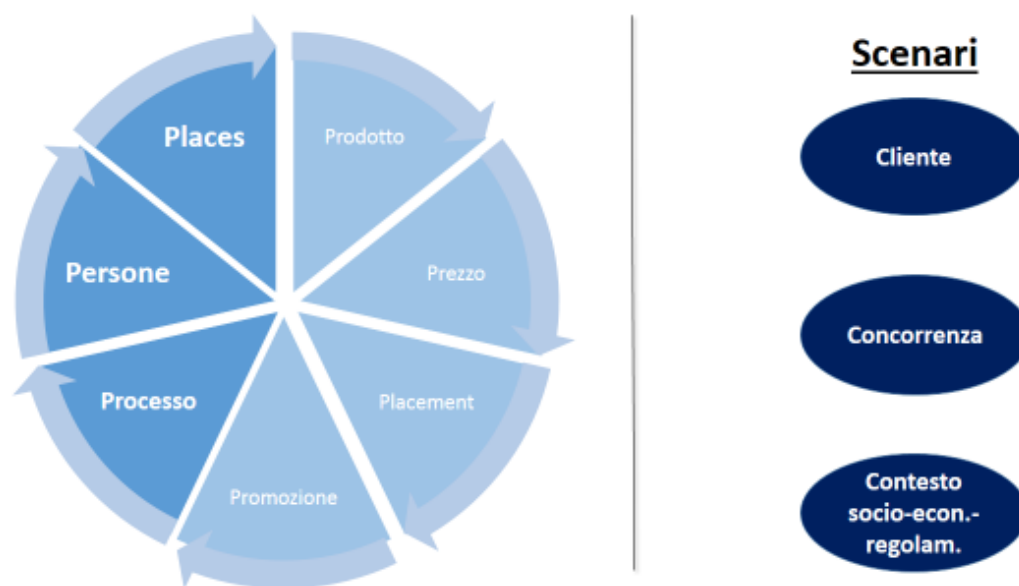 Places
Prodotto
Persone
Prezzo
Processo
Placement
Promozione
Scenari
Cliente
Concorrenza
Contesto
socio-econ.-
regolam.